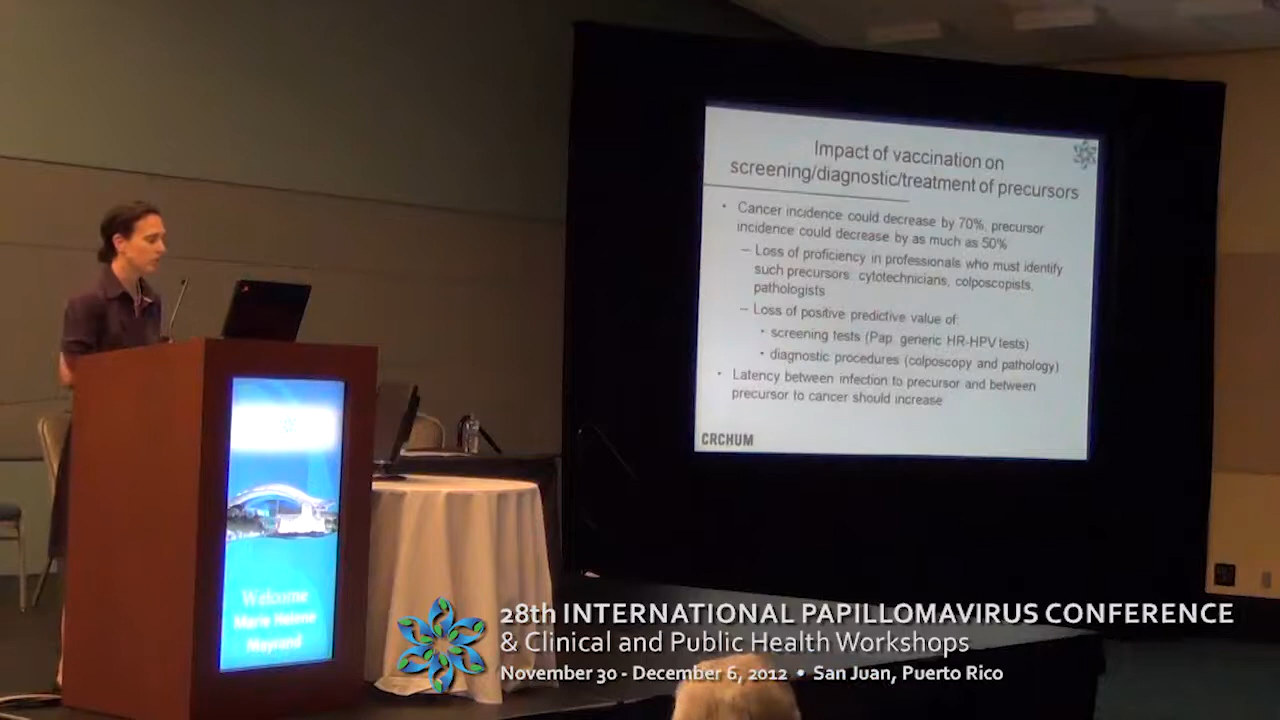 Impact of vaccination on
screening/diagnostic/treatment of precursors
• Cancer incidence could decrease by 70%, precursor
incidence could decrease by as much as 50%
– Loss of proficiency in professionals who must identify
such precursors: cytotechnicians, colposcopists,
pathologists
– Loss of positive predictive value of:
• screening tests (Pap, generic HR-HPV tests)
• diagnostic procedures (colposcopy and pathology)
• Latency between infection to precursor and between
precursor to cancer should increase
CRCHUM
Welcome
Marie Helene
Mayrand
28th INTERNATIONAL PAPILLOMAVIRUS CONFERENCE
& Clinical and Public Health Workshops
November 30 - December 6, 2012 • San Juan, Puerto Rico